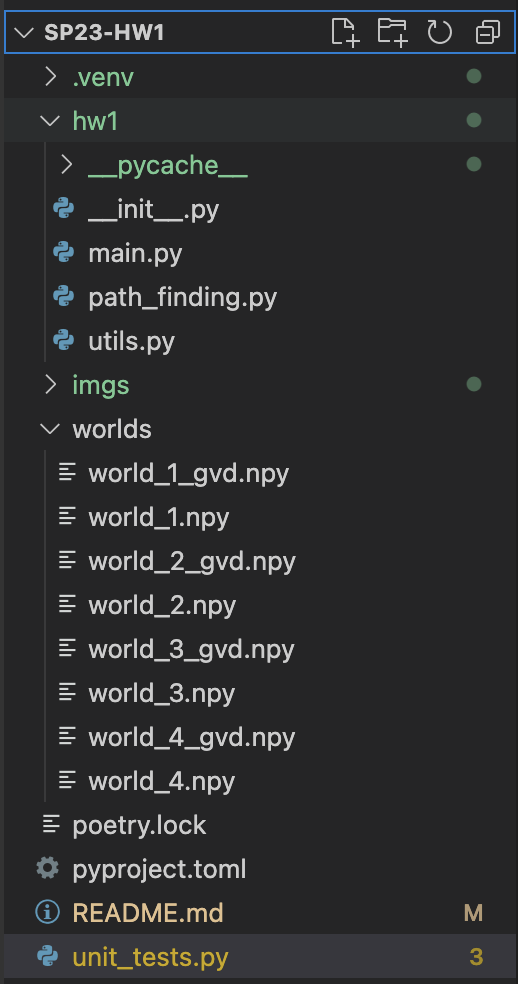 SP23-HW1
.venv
hw1
__pycache__
__init__.py
main.py
path_finding.py
utils.py
imgs
worlds
world_1_gvd.npy
world_1.npy
world_2_gvd.npy
world_2.npy
world_3_gvd.npy
world_3.npy
world_4_gvd.npy
world_4.npy
poetry.lock
pyproject.toml
README.md M
unit_tests.py 3